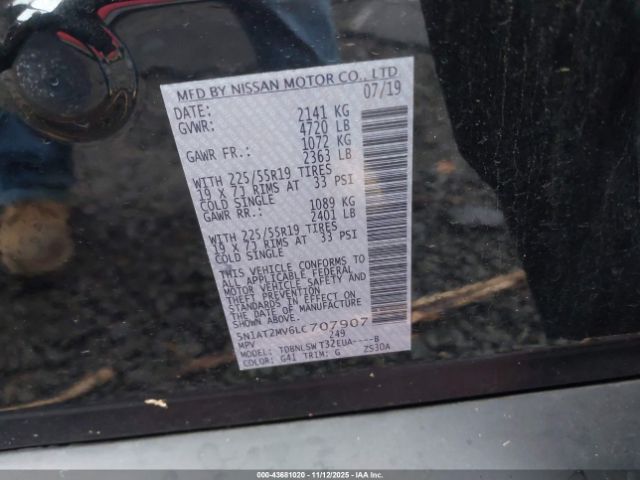 MFD BY NISSAN MOTOR CO., LTD
DATE: 07/19
GVWR: 2141 KG
4720 LB
GAWR FR.: 1072 KG
2363 LB
WITH 225/55R19 TIRES
19 X 7J RIMS AT 33 PSI
COLD SINGLE
GAWR RR.: 1089 KG
2401 LB
WITH 225/55R19 TIRES
19 X 7J RIMS AT 33 PSI
COLD SINGLE
THIS VEHICLE CONFORMS TO
ALL APPLICABLE FEDERAL
MOTOR VEHICLE SAFETY AND
THEFT PREVENTION
STANDARDS IN EFFECT ON
THE DATE OF MANUFACTURE
SHOWN ABOVE.
5N1AT2MV6LC707907
MPV 249
TDBNLSWT32EUA----B
COLOR: G41 TRIM: G ZS3DA
000-43681020 - 11/12/2025 - IAA Inc.